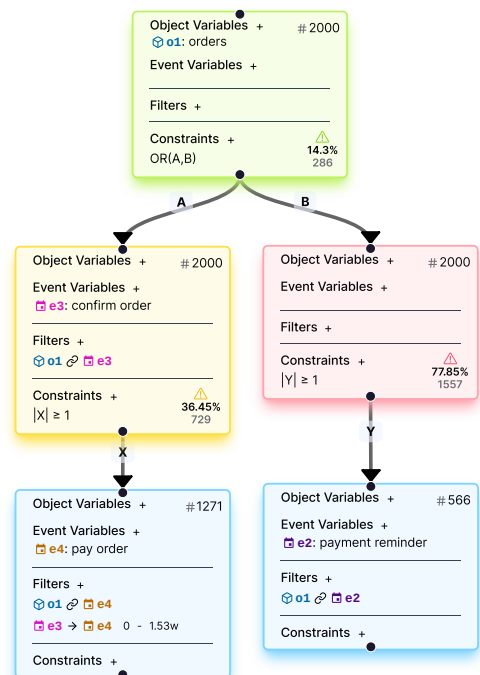 Object Variables +
#2000
o1: orders
Event Variables +
Filters +
Constraints +
OR(A,B)
14.3%
286
A
B
Object Variables +
#2000
Event Variables +
e3: confirm order
Filters +
o1 e3
Constraints +
|X| ≥ 1
36.45%
729
X
Object Variables +
#2000
Event Variables +
Filters +
Constraints +
|Y| ≥ 1
77.85%
1557
Y
Object Variables +
#1271
Event Variables +
e4: pay order
Filters +
o1 e4
e3 → e4 0 - 1.53w
Constraints +
Object Variables +
#566
Event Variables +
e2: payment reminder
Filters +
o1 e2
Constraints +